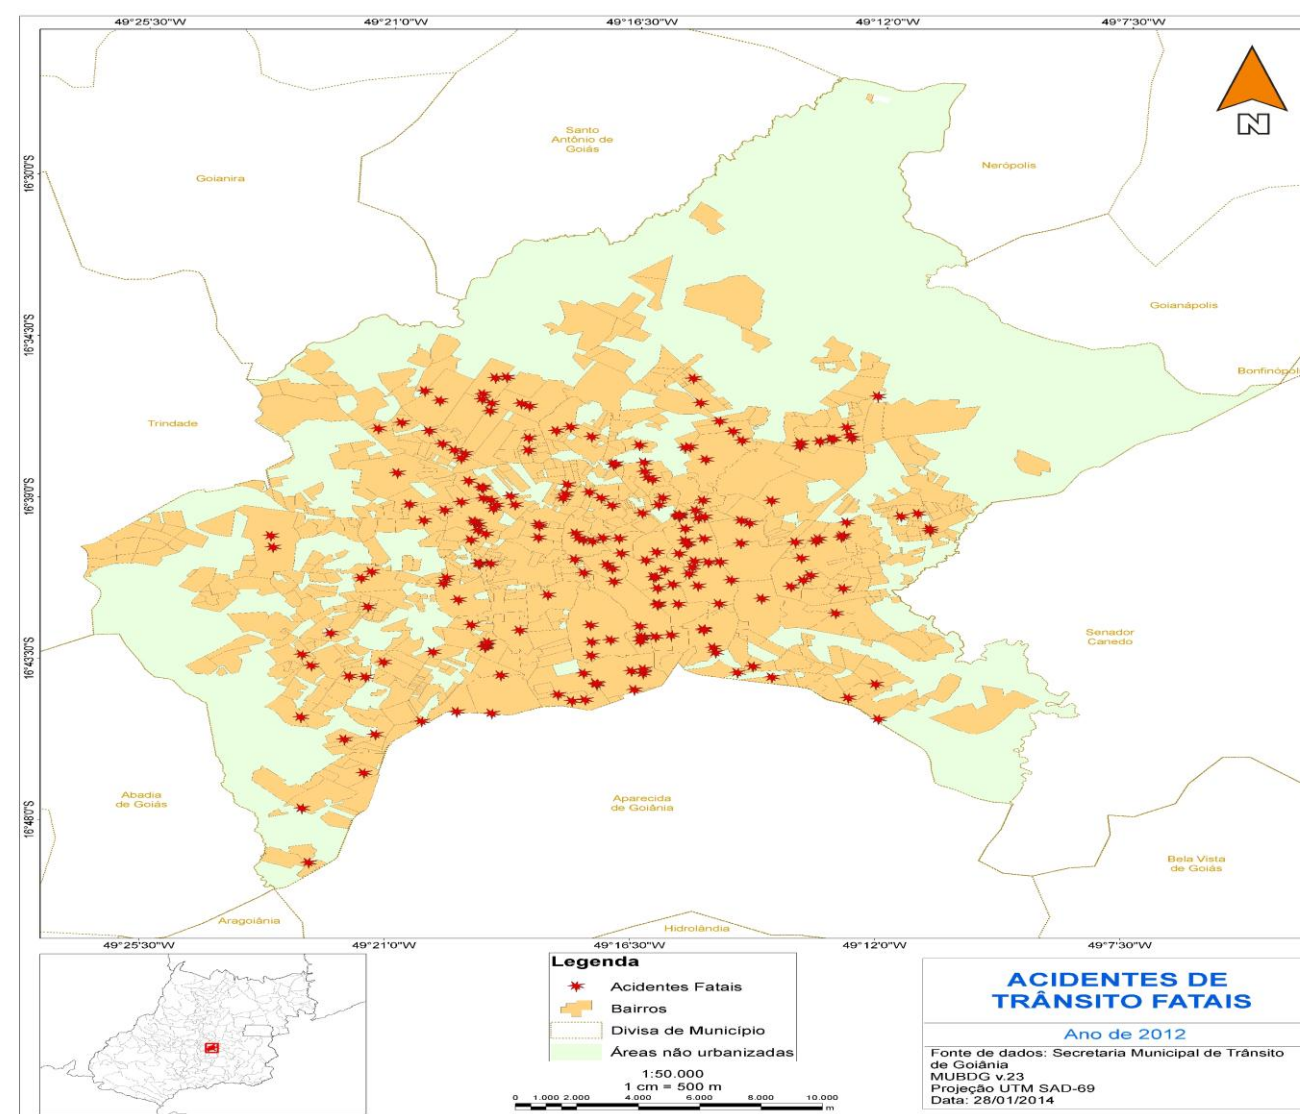 49°25'30"W 49°21'0"W 49°16'30"W 49°12'0"W 49°7'30"W
16°30'0"S
16°34'30"S
16°39'0"S
16°43'30"S
16°48'0"S
N
Santo
Antônio de
Goiás
Nerópolis
Goianira
Goianápolis
Bonfinópol
Trindade
Senador
Canedo
Abadia
de Goiás
Aparecida
de Goiânia
Bela Vista
de Goiás
Aragoiânia
Hidrolândia
49°25'30"W 49°21'0"W 49°16'30"W 49°12'0"W 49°7'30"W
Legenda
Acidentes Fatais
Bairros
Divisa de Município
Áreas não urbanizadas
1:50.000
1 cm = 500 m
0 1.000 2.000 4.000 6.000 8.000 10.000
m
ACIDENTES DE
TRÂNSITO FATAIS
Ano de 2012
Fonte de dados: Secretaria Municipal de Trânsito
de Goiânia
MUBDG v.23
Projeção UTM SAD-69
Data: 28/01/2014